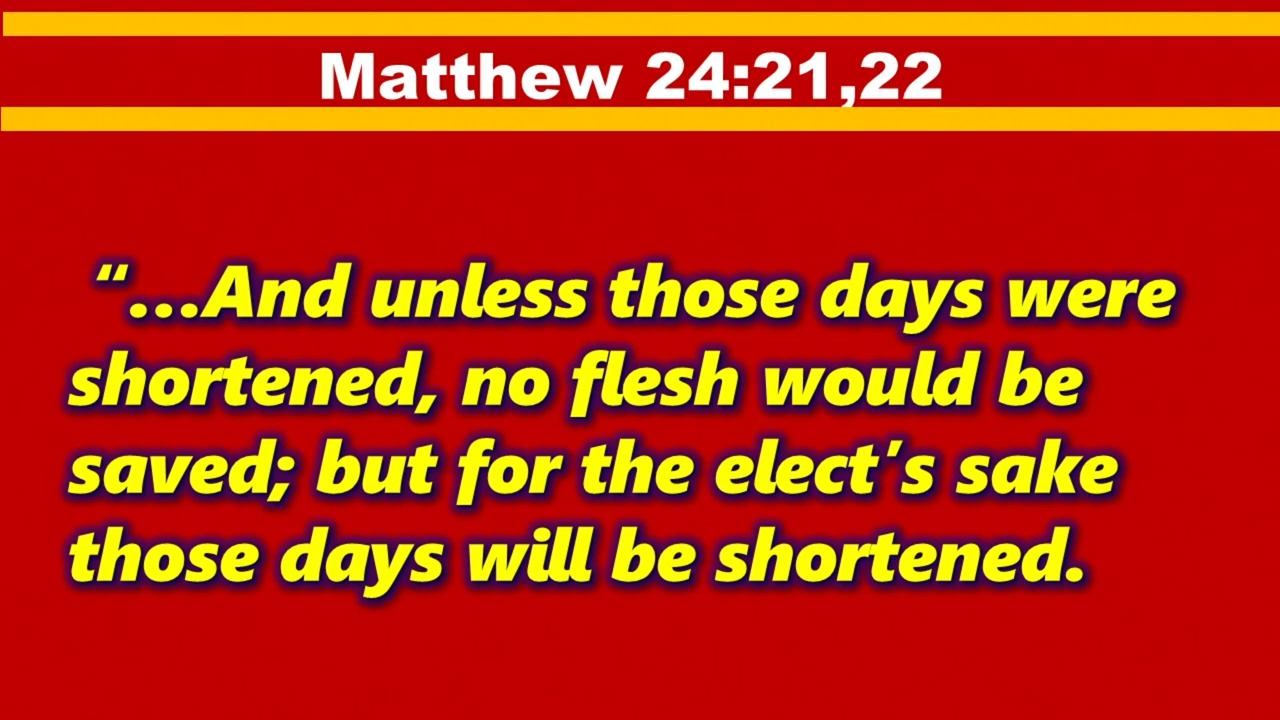 Matthew 24:21,22
“...And unless those days were
shortened, no flesh would be
saved; but for the elect’s sake
those days will be shortened.